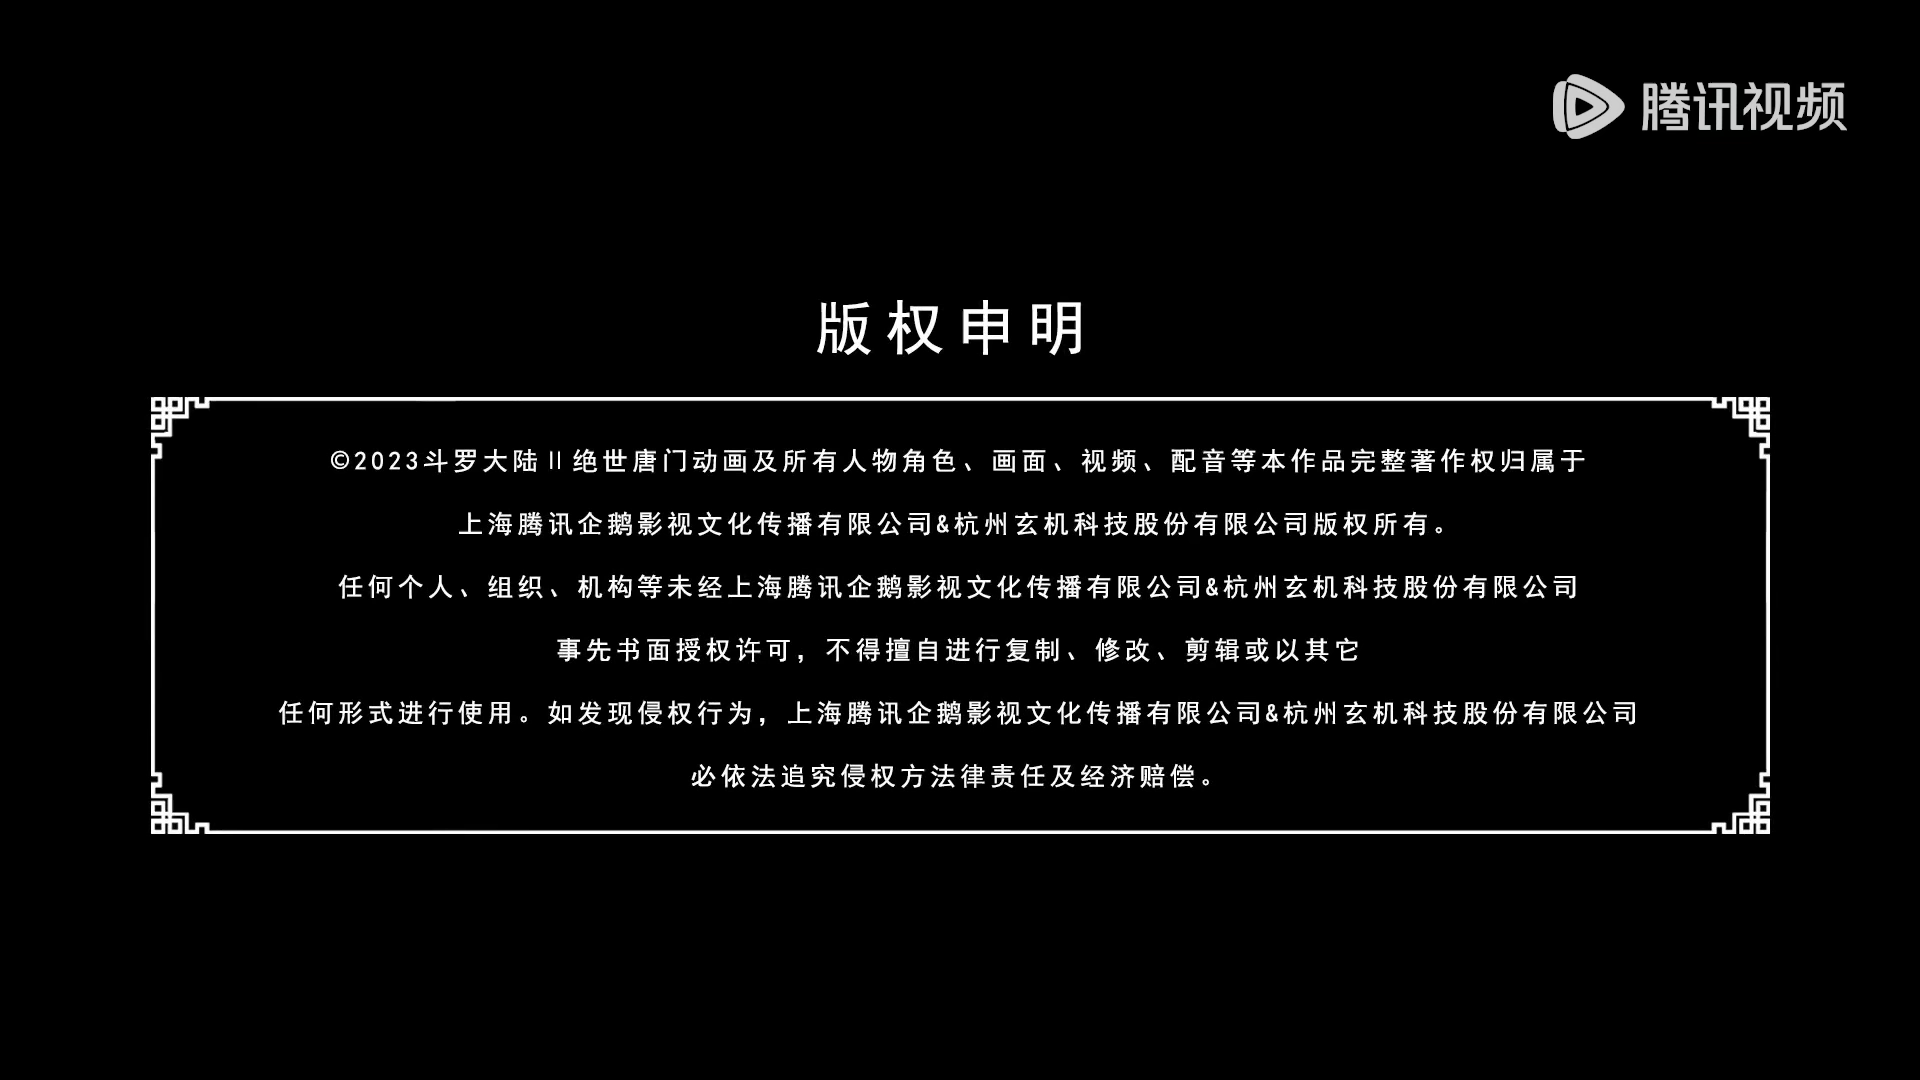 腾讯视频
版权申明
©2023斗罗大陆Ⅱ绝世唐门动画及所有人物角色、画面、视频、配音等本作品完整著作权归属于
上海腾讯企鹅影视文化传播有限公司&杭州玄机科技股份有限公司版权所有。
任何个人、组织、机构等未经上海腾讯企鹅影视文化传播有限公司&杭州玄机科技股份有限公司
事先书面授权许可，不得擅自进行复制、修改、剪辑或以其它
任何形式进行使用。如发现侵权行为，上海腾讯企鹅影视文化传播有限公司&杭州玄机科技股份有限公司
必依法追究侵权方法律责任及经济赔偿。